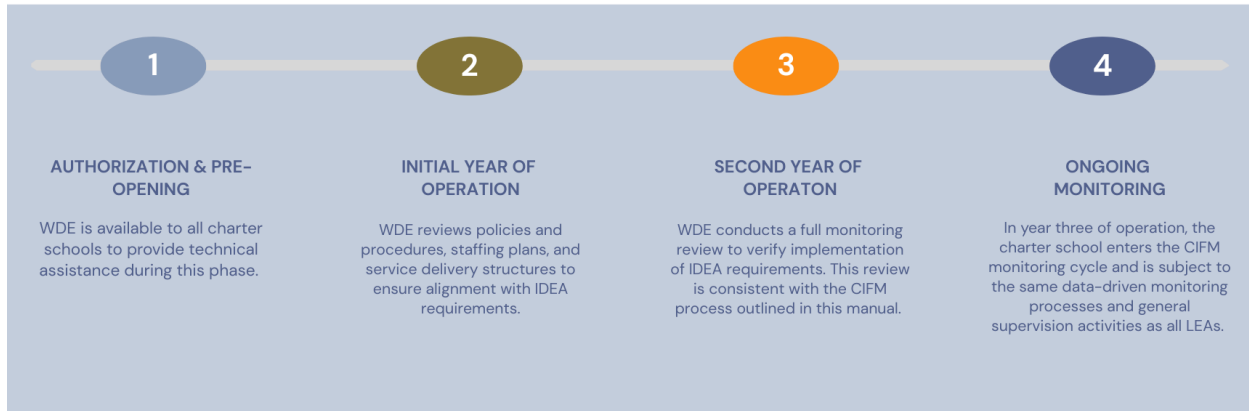 1
2
3
4
AUTHORIZATION & PRE-
OPENING
WDE is available to all charter
schools to provide technical
assistance during this phase.
INITIAL YEAR OF
OPERATION
WDE reviews policies and
procedures, staffing plans, and
service delivery structures to
ensure alignment with IDEA
requirements.
SECOND YEAR OF
OPERATON
WDE conducts a full monitoring
review to verify implementation
of IDEA requirements. This review
is consistent with the CIFM
process outlined in this manual.
ONGOING
MONITORING
In year three of operation, the
charter school enters the CIFM
monitoring cycle and is subject to
the same data-driven monitoring
processes and general
supervision activities as all LEAs.